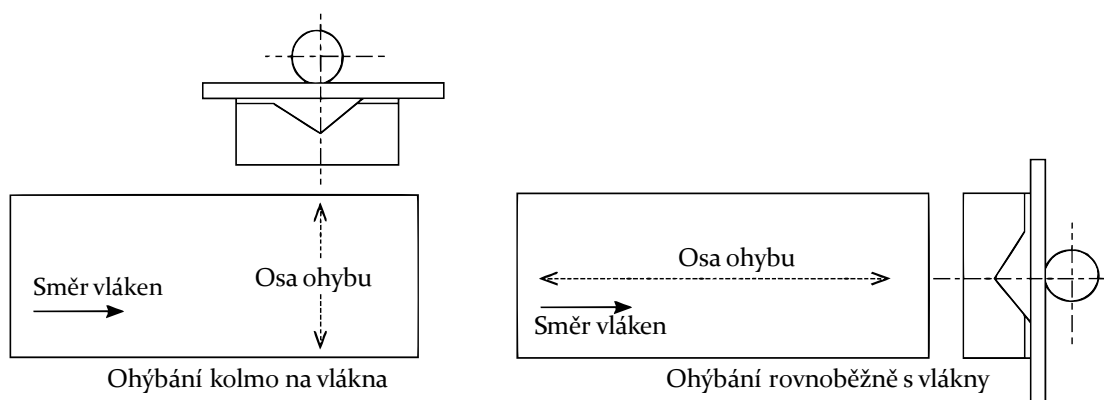 Směr vláken
Osa ohybu
Ohýbání kolmo na vlákna
Osa ohybu
Směr vláken
Ohýbání rovnoběžně s vlákny